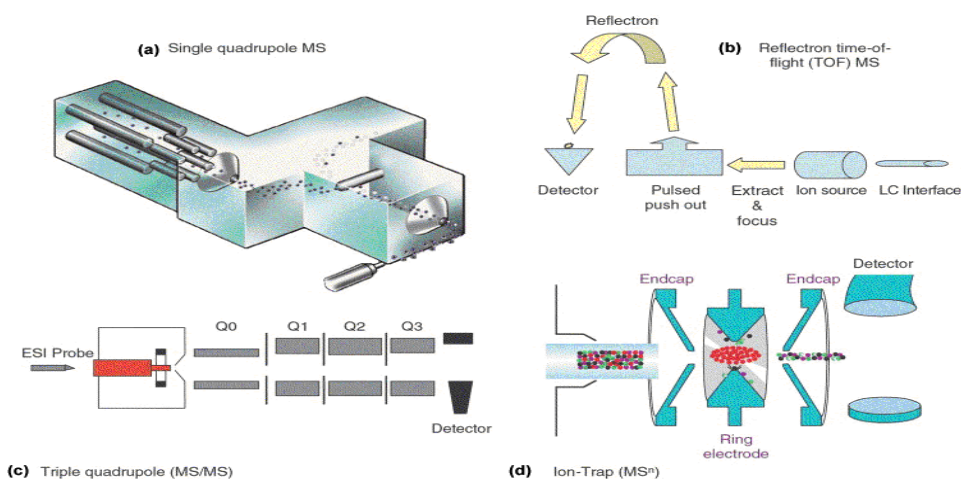 (a) Single quadrupole MS
Reflectron
(b) Reflectron time-of-
flight (TOF) MS
Detector
Pulsed
push out
Extract
&
focus
Ion source
LC Interface
ESI Probe
Q0
Q1
Q2
Q3
Detector
(c) Triple quadrupole (MS/MS)
Endcap
Endcap
Detector
Ring
electrode
(d) Ion-Trap (MSⁿ)